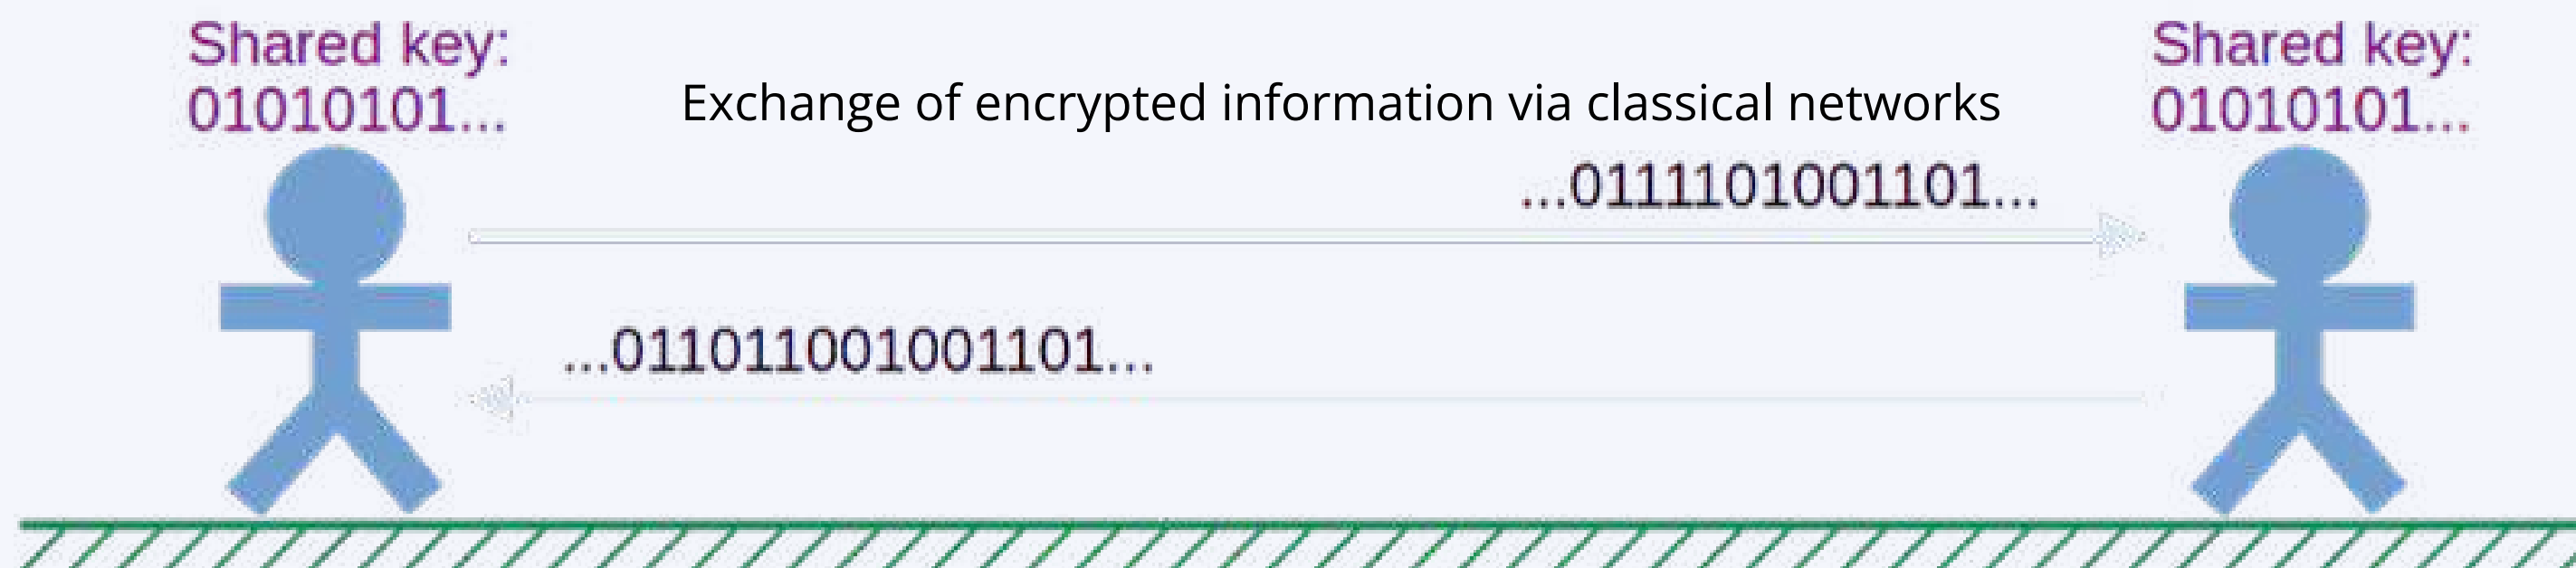 Shared key:
01010101...
Exchange of encrypted information via classical networks
Shared key:
01010101...
...0111101001101...
...011011001001101...